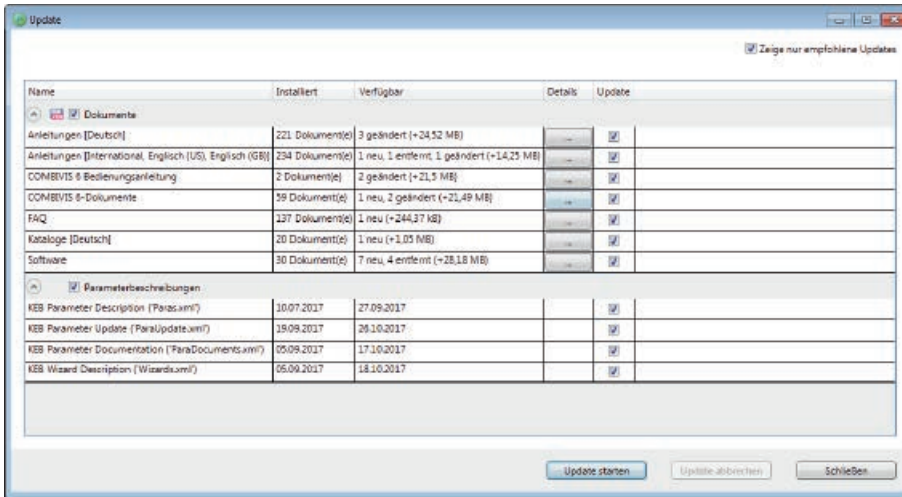 Update
Zeige nur empfohlene Updates
Name Installiert Verfügbar Details Update
Dokumente
Anleitungen [Deutsch] 221 Dokument(e) 3 geändert (+24,52 MB) ...
Anleitungen [International, Englisch (US), Englisch (GB)] 234 Dokument(e) 1 neu, 1 entfernt, 1 geändert (+14,25 MB) ...
COMBIVIS 6 Bedienungsanleitung 2 Dokument(e) 2 geändert (+21,5 MB) ...
COMBIVIS 6-Dokumente 59 Dokument(e) 1 neu, 2 geändert (+21,49 MB) ...
FAQ 137 Dokument(e) 1 neu (+244,37 kB) ...
Kataloge [Deutsch] 20 Dokument(e) 1 neu (+1,05 MB) ...
Software 30 Dokument(e) 7 neu, 4 entfernt (+28,18 MB) ...
Parameterbeschreibungen
KEB Parameter Description ('Paras.xml') 10.07.2017 27.09.2017
KEB Parameter Update ('ParaUpdate.xml') 19.09.2017 26.10.2017
KEB Parameter Documentation ('ParaDocuments.xml') 05.09.2017 17.10.2017
KEB Wizard Description ('Wizards.xml') 05.09.2017 18.10.2017
Update starten Update abbrechen Schließen